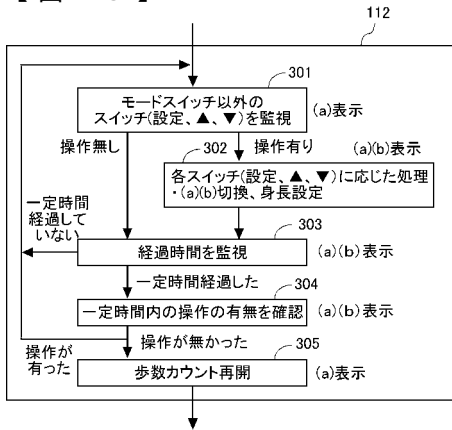 112
301
モードスイッチ以外の
スイッチ(設定、▲、▼)を監視
(a)表示
操作無し
302
操作有り
(a)(b)表示
各スイッチ(設定、▲、▼)に応じた処理
・(a)(b)切換、身長設定
一定時間
経過して
いない
303
経過時間を監視
(a)(b)表示
一定時間経過した
304
一定時間内の操作の有無を確認
(a)(b)表示
操作が
有った
操作が無かった
305
歩数カウント再開
(a)表示